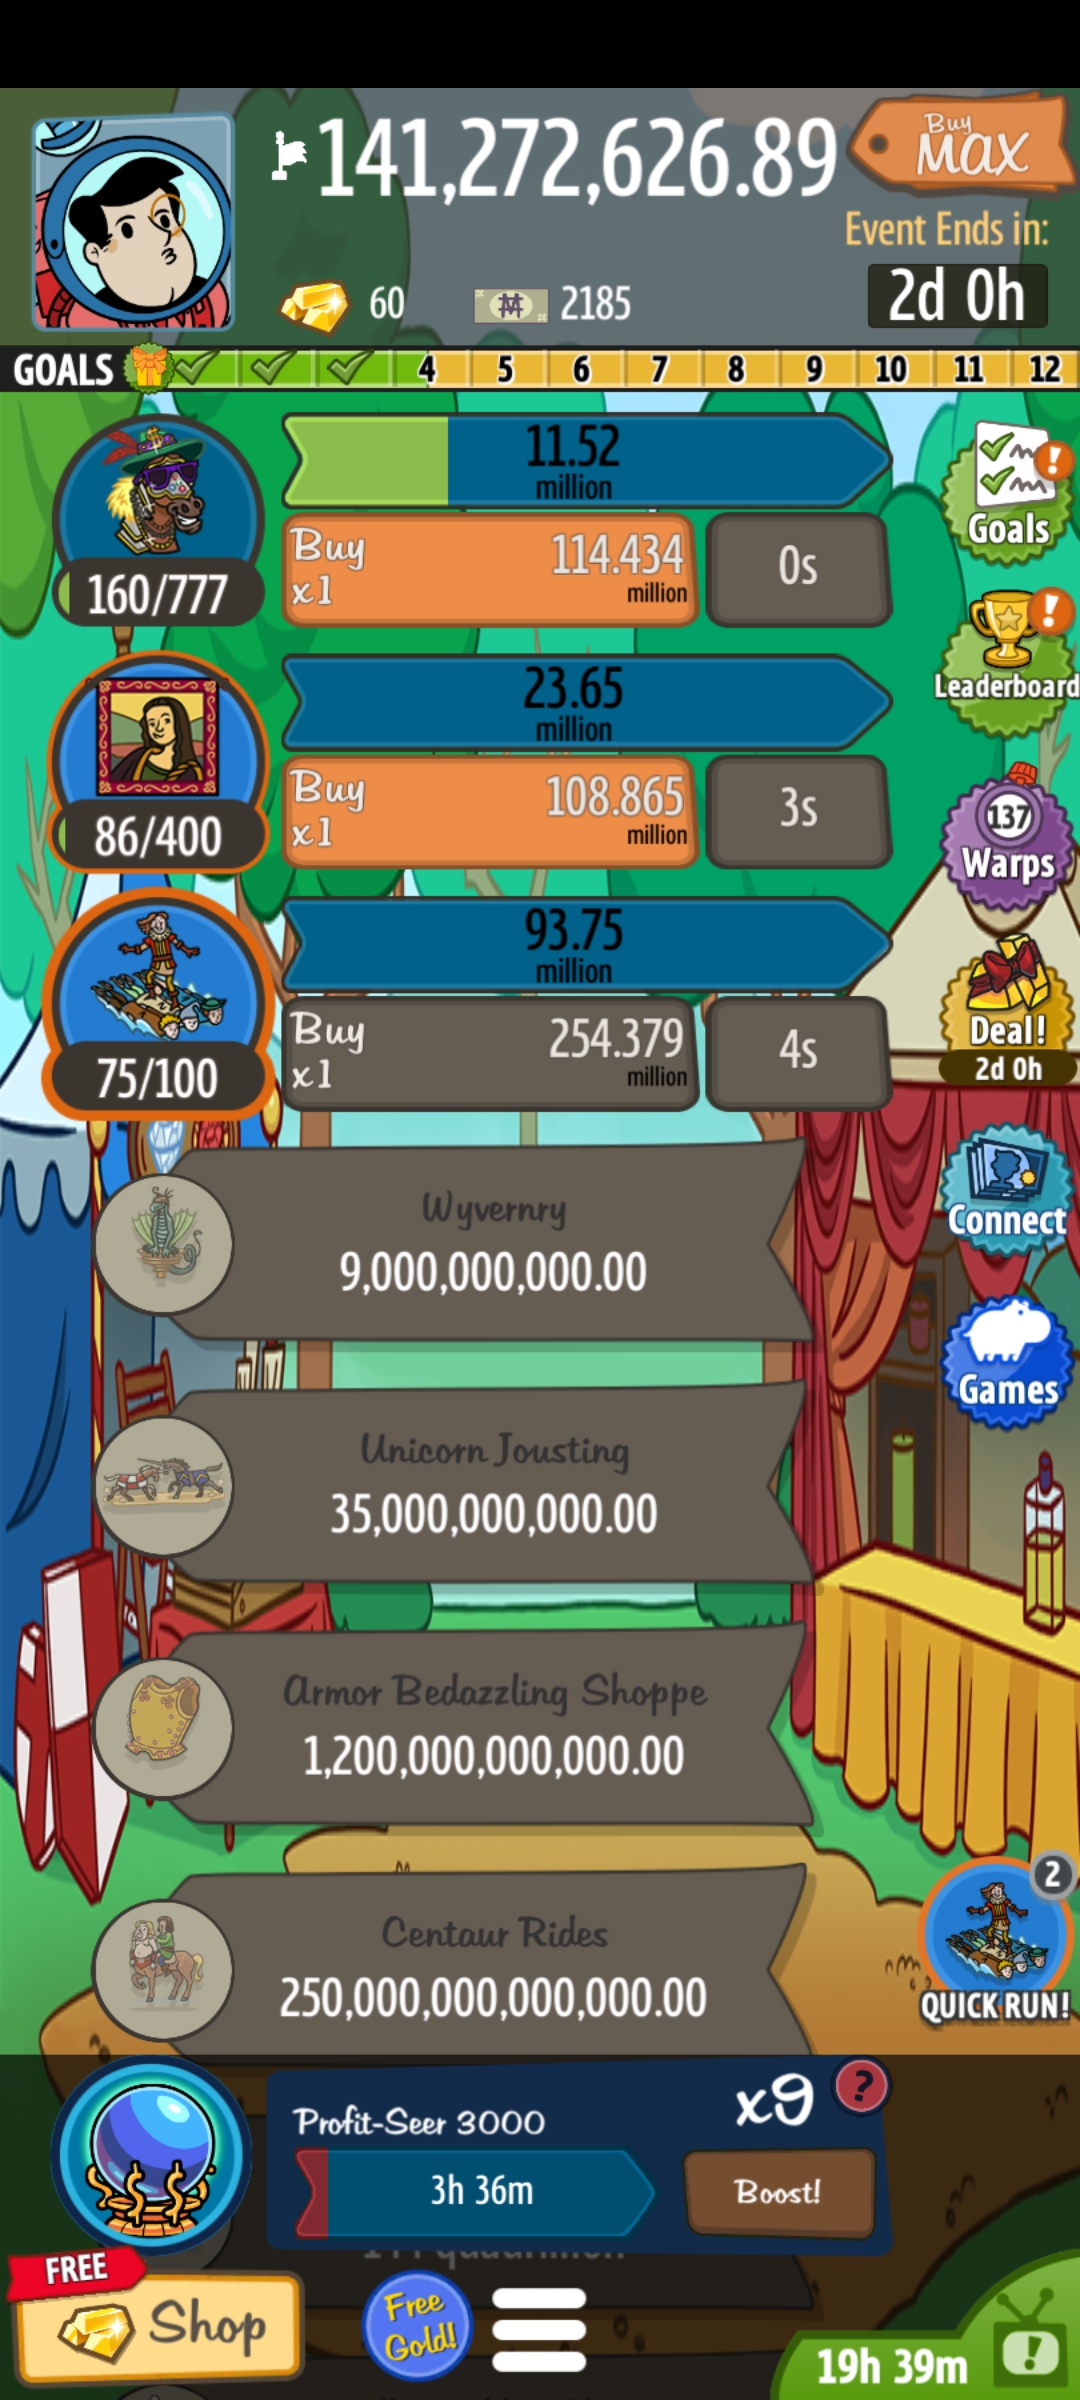 141,272,626.89
Buy
MAX
Event Ends in:
60
2185
2d 0h
GOALS 4 5 6 7 8 9 10 11 12
11.52
million
Goals
160/777
Buy
x1
114.434
million
0s
Leaderboard
23.65
million
86/400
Buy
x1
108.865
million
3s
137
Warps
93.75
million
75/100
Buy
x1
254.379
million
4s
Deal!
2d 0h
Wyvernry
9,000,000,000.00
Connect
Unicorn Jousting
35,000,000,000.00
Games
Armor Bedazzling Shoppe
1,200,000,000,000.00
Centaur Rides
250,000,000,000,000.00
2
QUICK RUN!
Profit-Seer 3000
x9
?
3h 36m
Boost!
FREE
Shop
Free
Gold!
19h 39m